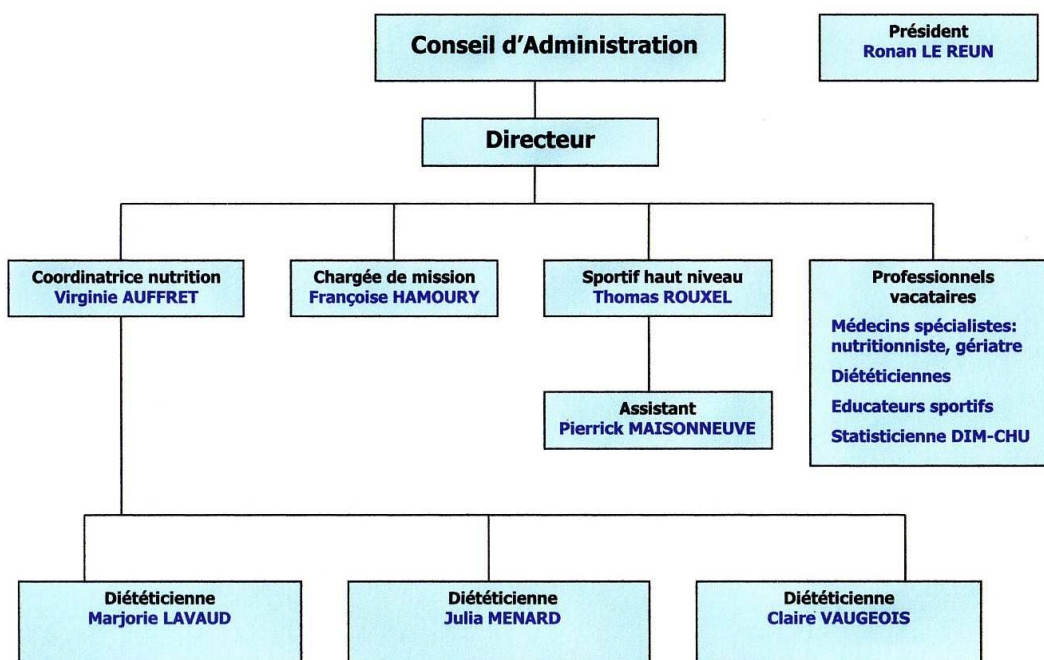 Conseil d'Administration
Président
Ronan LE REUN
Directeur
Coordinatrice nutrition
Virginie AUFFRET
Chargée de mission
Françoise HAMOURY
Sportif haut niveau
Thomas ROUXEL
Professionnels
vacataires
Médecins spécialistes:
nutritionniste, gériatre
Diététiciennes
Educateurs sportifs
Statisticienne DIM-CHU
Assistant
Pierrick MAISONNEUVE
Diététicienne
Marjorie LAVAUD
Diététicienne
Julia MENARD
Diététicienne
Claire VAUGEOIS